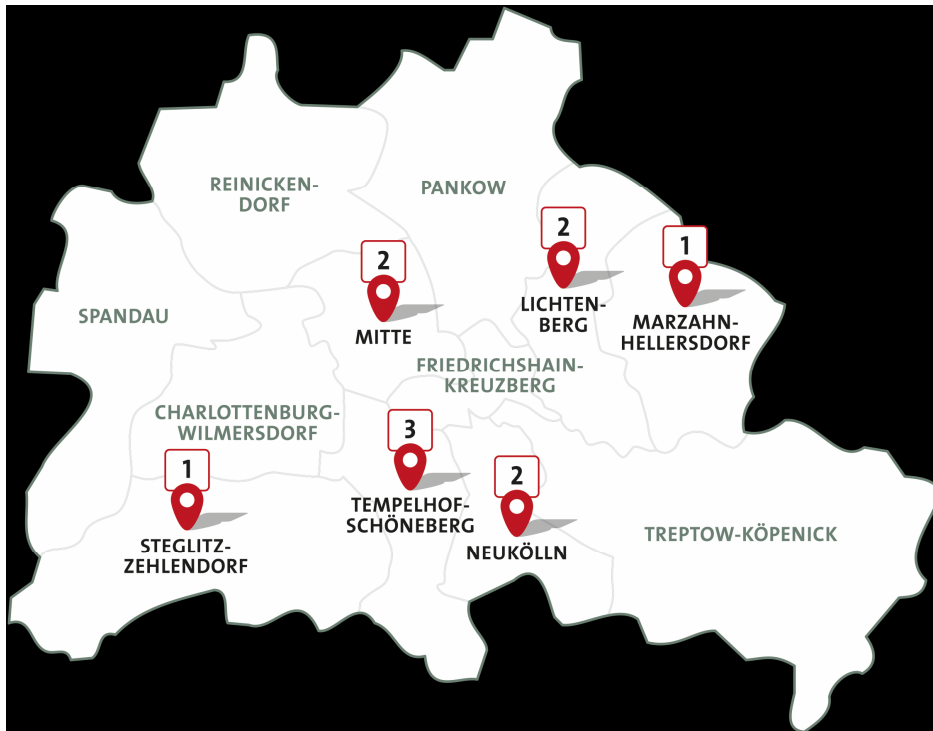 REINICKEN-
DORF
PANKOW
2
LICHTEN-
BERG
1
MARZAHN-
HELLERSDORF
2
MITTE
SPANDAU
FRIEDRICHSHAIN-
KREUZBERG
CHARLOTTENBURG-
WILMERSDORF
1
STEGLITZ-
ZEHLENDORF
3
TEMPELHOF-
SCHÖNEBERG
2
NEUKÖLLN
TREPTOW-KÖPENICK